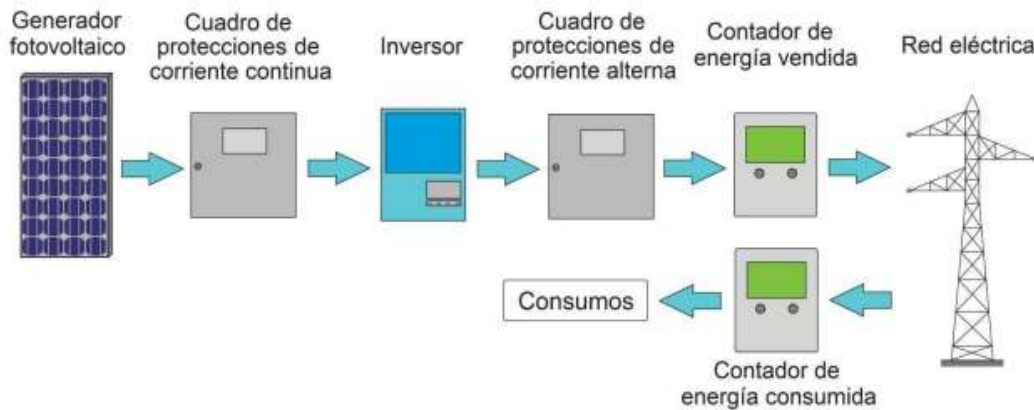 Generador
fotovoltaico
Cuadro de
protecciones de
corriente continua
Inversor
Cuadro de
protecciones de
corriente alterna
Contador de
energía vendida
Red eléctrica
Consumos
Contador de
energía consumida